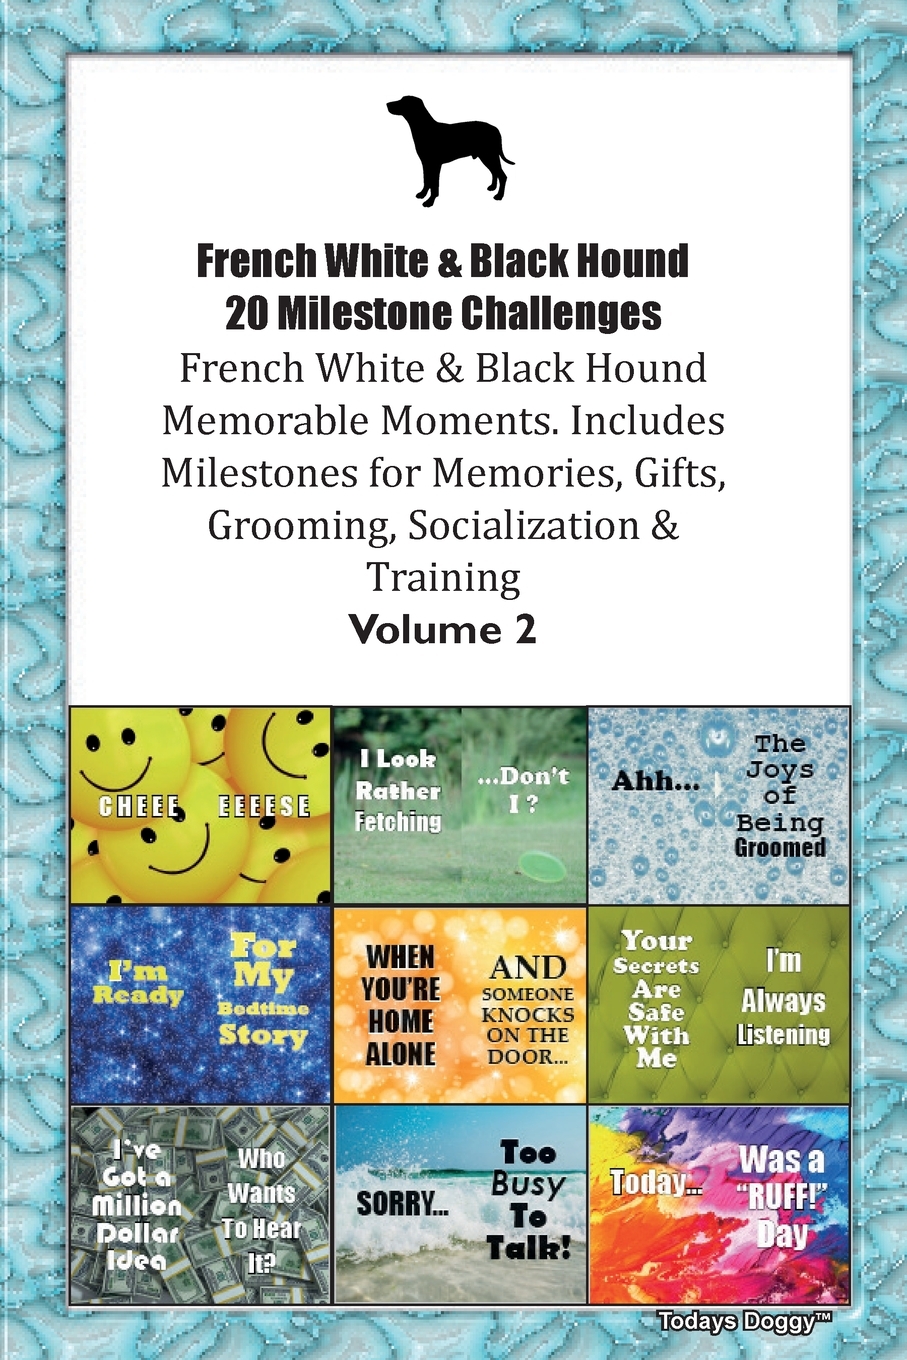 French White & Black Hound
20 Milestone Challenges
French White & Black Hound
Memorable Moments. Includes
Milestones for Memories, Gifts,
Grooming, Socialization &
Training
Volume 2
CHEEE EEEESE
I Look
Rather
Fetching
...Don't
I ?
Ahh...
The
Joys
of
Being
Groomed
I'm
Ready
For
My
Bedtime
Story
WHEN
YOU'RE
HOME
ALONE
AND
SOMEONE
KNOCKS
ON THE
DOOR...
Your
Secrets
Are
Safe
With
Me
I'm
Always
Listening
I've
Got a
Million
Dollar
Idea
Who
Wants
To Hear
It?
SORRY...
Too
Busy
To
Talk!
Today...
Was a
“RUFF!”
Day
Todays Doggy™